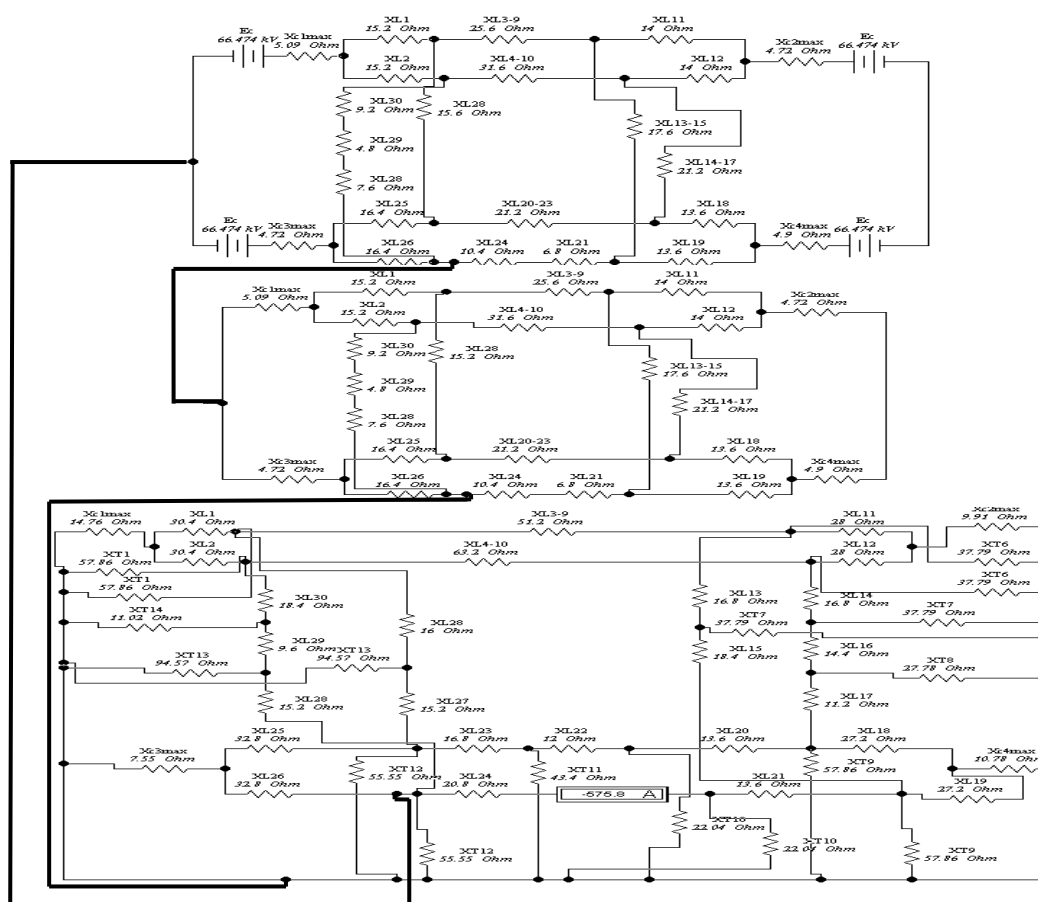 XL1
15.2 Ohm
XL3-9
25.6 Ohm
XL11
14 Ohm
Ec
66.474 kV
Xc1max
5.09 Ohm
Xc2max
4.72 Ohm
Ec
66.474 kV
XL2
15.2 Ohm
XL4-10
31.6 Ohm
XL12
14 Ohm
XL30
9.2 Ohm
XL28
15.6 Ohm
XL13-15
17.6 Ohm
XL29
4.8 Ohm
XL14-17
21.2 Ohm
XL28
7.6 Ohm
XL25
16.4 Ohm
XL20-23
21.2 Ohm
XL18
13.6 Ohm
Ec
66.474 kV
Xc3max
4.72 Ohm
Xc4max
4.9 Ohm
Ec
66.474 kV
XL26
16.4 Ohm
XL24
10.4 Ohm
XL21
6.8 Ohm
XL19
13.6 Ohm
XL1
15.2 Ohm
XL3-9
25.6 Ohm
XL11
14 Ohm
Xc1max
5.09 Ohm
Xc2max
4.72 Ohm
XL2
15.2 Ohm
XL4-10
31.6 Ohm
XL12
14 Ohm
XL30
9.2 Ohm
XL28
15.2 Ohm
XL13-15
17.6 Ohm
XL29
4.8 Ohm
XL14-17
21.2 Ohm
XL28
7.6 Ohm
XL25
16.4 Ohm
XL20-23
21.2 Ohm
XL18
13.6 Ohm
Xc3max
4.72 Ohm
Xc4max
4.9 Ohm
XL26
16.4 Ohm
XL24
10.4 Ohm
XL21
6.8 Ohm
XL19
13.6 Ohm
Xc1max
14.76 Ohm
XL1
30.4 Ohm
XL3-9
51.2 Ohm
XL11
28 Ohm
Xc2max
9.91 Ohm
XL2
30.4 Ohm
XL4-10
63.2 Ohm
XL12
28 Ohm
XT6
37.79 Ohm
XT1
57.86 Ohm
XT1
57.86 Ohm
XT6
37.79 Ohm
XL30
18.4 Ohm
XL13
16.8 Ohm
XL14
16.8 Ohm
XT14
11.02 Ohm
XL28
16 Ohm
XT7
37.79 Ohm
XT7
37.79 Ohm
XL29
9.6 Ohm
XT13
94.57 Ohm
XT13
94.57 Ohm
XL15
18.4 Ohm
XL16
14.4 Ohm
XT8
27.78 Ohm
XL28
15.2 Ohm
XL27
15.2 Ohm
XL17
11.2 Ohm
XL25
32.8 Ohm
XL23
16.8 Ohm
XL22
12 Ohm
XL20
13.6 Ohm
XL18
27.2 Ohm
Xc3max
7.55 Ohm
Xc4max
10.78 Ohm
XT12
55.55 Ohm
XT11
43.4 Ohm
XT9
57.86 Ohm
XL26
32.8 Ohm
XL24
20.8 Ohm
-575.8 A
XL21
13.6 Ohm
XL19
27.2 Ohm
22.04 Ohm
XT10
22.04 Ohm
XT12
55.55 Ohm
XT9
57.86 Ohm